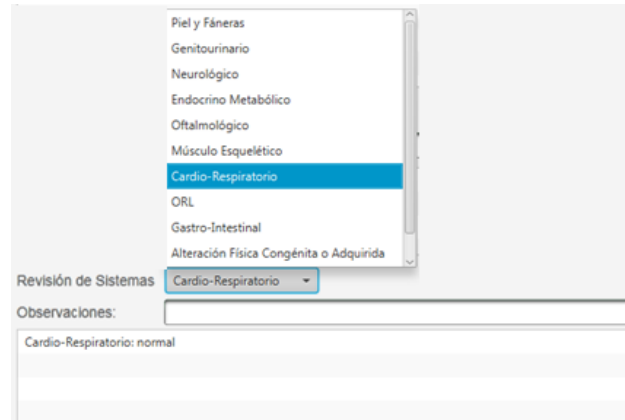 Piel y Fáneras
Genitourinario
Neurológico
Endocrino Metabólico
Oftalmológico
Músculo Esquelético
Cardio-Respiratorio
ORL
Gastro-Intestinal
Alteración Física Congénita o Adquirida
Revisión de Sistemas Cardio-Respiratorio
Observaciones:
Cardio-Respiratorio: normal